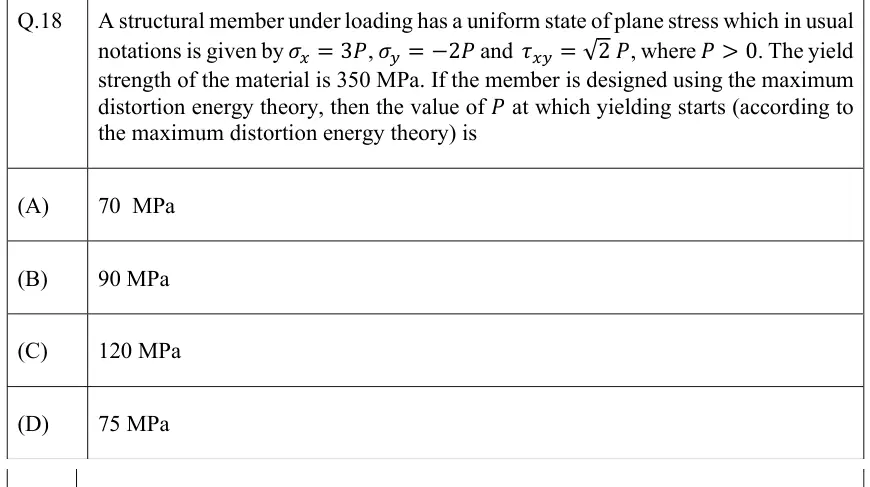 Q.18 A structural member under loading has a uniform state of plane stress which in usual
notations is given by σₓ = 3P, σᵧ = −2P and τₓᵧ = √2 P, where P > 0. The yield
strength of the material is 350 MPa. If the member is designed using the maximum
distortion energy theory, then the value of P at which yielding starts (according to
the maximum distortion energy theory) is
(A) 70 MPa
(B) 90 MPa
(C) 120 MPa
(D) 75 MPa